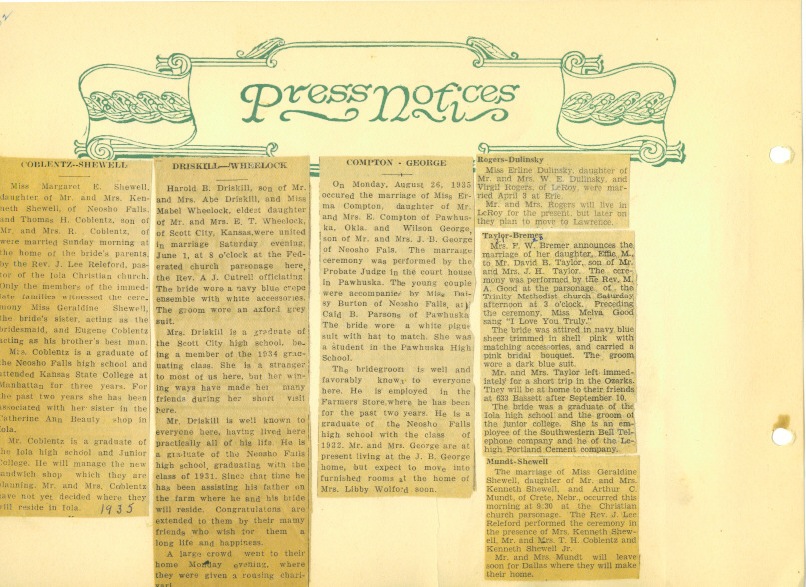 Press Notices
COBLENTZ--SHEWELL
Miss Margaret E. Shewell,
daughter of Mr. and Mrs. Ken-
neth Shewell, of Neosho Falls,
and Thomas H. Coblentz, son of
Mr. and Mrs. R. Coblentz, of
were married Sunday morning at
the home of the bride's parents,
by the Rev. J. Lee Releford, pas-
tor of the Iola Christian church.
Only the members of the immed-
iate families witnessed the cere-
mony Miss Geraldine Shewell,
the bride's sister, acting as the
bridesmaid, and Eugene Coblentz
acting as his brother's best man.
Mrs. Coblentz is a graduate of
the Neosho Falls high school and
attended Kansas State College at
Manhattan for three years. For
the past two years she has been
associated with her sister in the
Catherine Ann Beauty shop in
Iola.
Mr. Coblentz is a graduate of
the Iola high school and Junior
College. He will manage the new
sandwich shop which they are
planning. Mr. and Mrs. Coblentz
have not yet decided where they
will reside in Iola.
1935
DRISKILL--WHEELOCK
Harold B. Driskill, son of Mr.
and Mrs. Abe Driskill, and Miss
Mabel Wheelock, eldest daughter
of Mr. and Mrs. E. T. Wheelock,
of Scott City, Kansas,were united
in marriage Saturday evening,
June 1, at 8 o'clock at the Fed-
erated church parsonage here,
the Rev. A J. Cutrell officiating
The bride wore a navy blue crepe
ensemble with white accessories.
The groom wore an axford grey
suit.
Mrs. Driskill is a graduate of
the Scott City high school, be-
ing a member of the 1934 grad-
uating class. She is a stranger
to most of us here, but her win-
ing ways have made her many
friends during her short visit
here.
Mr. Driskill is well known to
everyone here, having lived here
practically all of his life. He is
a graduate of the Neosho Falls
high school, graduating with the
class of 1931. Since that time he
has been assisting his father on
the farm where he and his bride
will reside. Congratulatons are
extended to them by their many
friends who wish for them a
long life and happiness.
A large crowd went to their
home Monday evening, where
they were given a rousing chari-
vari.
COMPTON - GEORGE
On Monday, August 26, 1935
occured the marriage of Miss Er-
ma Compton, daughter of Mr.
and Mrs. E. Compton of Pawhus-
ka, Okla. and Wilson George,
son of Mr. and Mrs. J. B. George
of Neosho Falls. The marriage
ceremony was performed by the
Probate Judge in the court house
in Pawhuska. The young couple
were accompanie by Miss Dai-
sy Burton of Neosho Falls, a
Caid B. Parsons of Pawhuska
The bride wore a white pigu
suit with hat to match. She was
a student in the Pawhuska High
School.
The bridegroom is well and
favorably known to everyone
here. He is employed in the
Farmers Store,where he has been
for the past two years. He is a
graduate of the Neosho Falls
high school with the class of
1932. Mr. and Mrs. George are at
present living at the J. B. George
home, but expect to move into
furnished rooms at the home of
Mrs. Libby Wolford soon.
Rogers-Dulinsky
Miss Erline Dulinsky, daughter of
Mr. and Mrs. W. E. Dulinsky, and
Virgil Rogers, of LeRoy, were mar-
ried April 3 at Erie.
Mr. and Mrs. Rogers will live in
LeRoy for the present, but later on
they plan to move to Lawrence.
Taylor-Bremer
Mrs. F. W. Bremer announces the
marriage of her daughter, Effie M.,
to Mr. David B. Taylor, son of Mr.
and Mrs. J. H. Taylor. The cere-
mony was performed by the Rev. M.
A. Good at the parsonage of the
Trinity Methodist church Saturday
afternoon at 3 o'clock. Preceding
the ceremony, Miss Melva Good
sang "I Love You Truly."
The bride was attired in navy blue
sheer trimmed in shell pink with
matching accessories, and carried a
pink bridal bouquet. The groom
wore a dark blue suit.
Mr. and Mrs. Taylor left immed-
iately for a short trip in the Ozarks.
They will be at home to their friends
at 633 Bassett after September 10.
The bride was a graduate of the
Iola high school and the groom of
the junior college. She is an em-
ployee of the Southwestern Bell Tel-
ephone company and he of the Le-
high Portland Cement company.
Mundt-Shewell
The marriage of Miss Geraldine
Shewell, daughter of Mr. and Mrs.
Kenneth Shewell, and Arthur C.
Mundt, of Crete, Nebr., occurred this
morning at 9:30 at the Christian
church parsonage. The Rev. J. Lee
Releford performed the ceremony in
the presence of Mrs. Kenneth Shew-
ell, Mr. and Mrs. T. H. Coblentz and
Kenneth Shewell Jr.
Mr. and Mrs. Mundt will leave
soon for Dallas where they will make
their home.